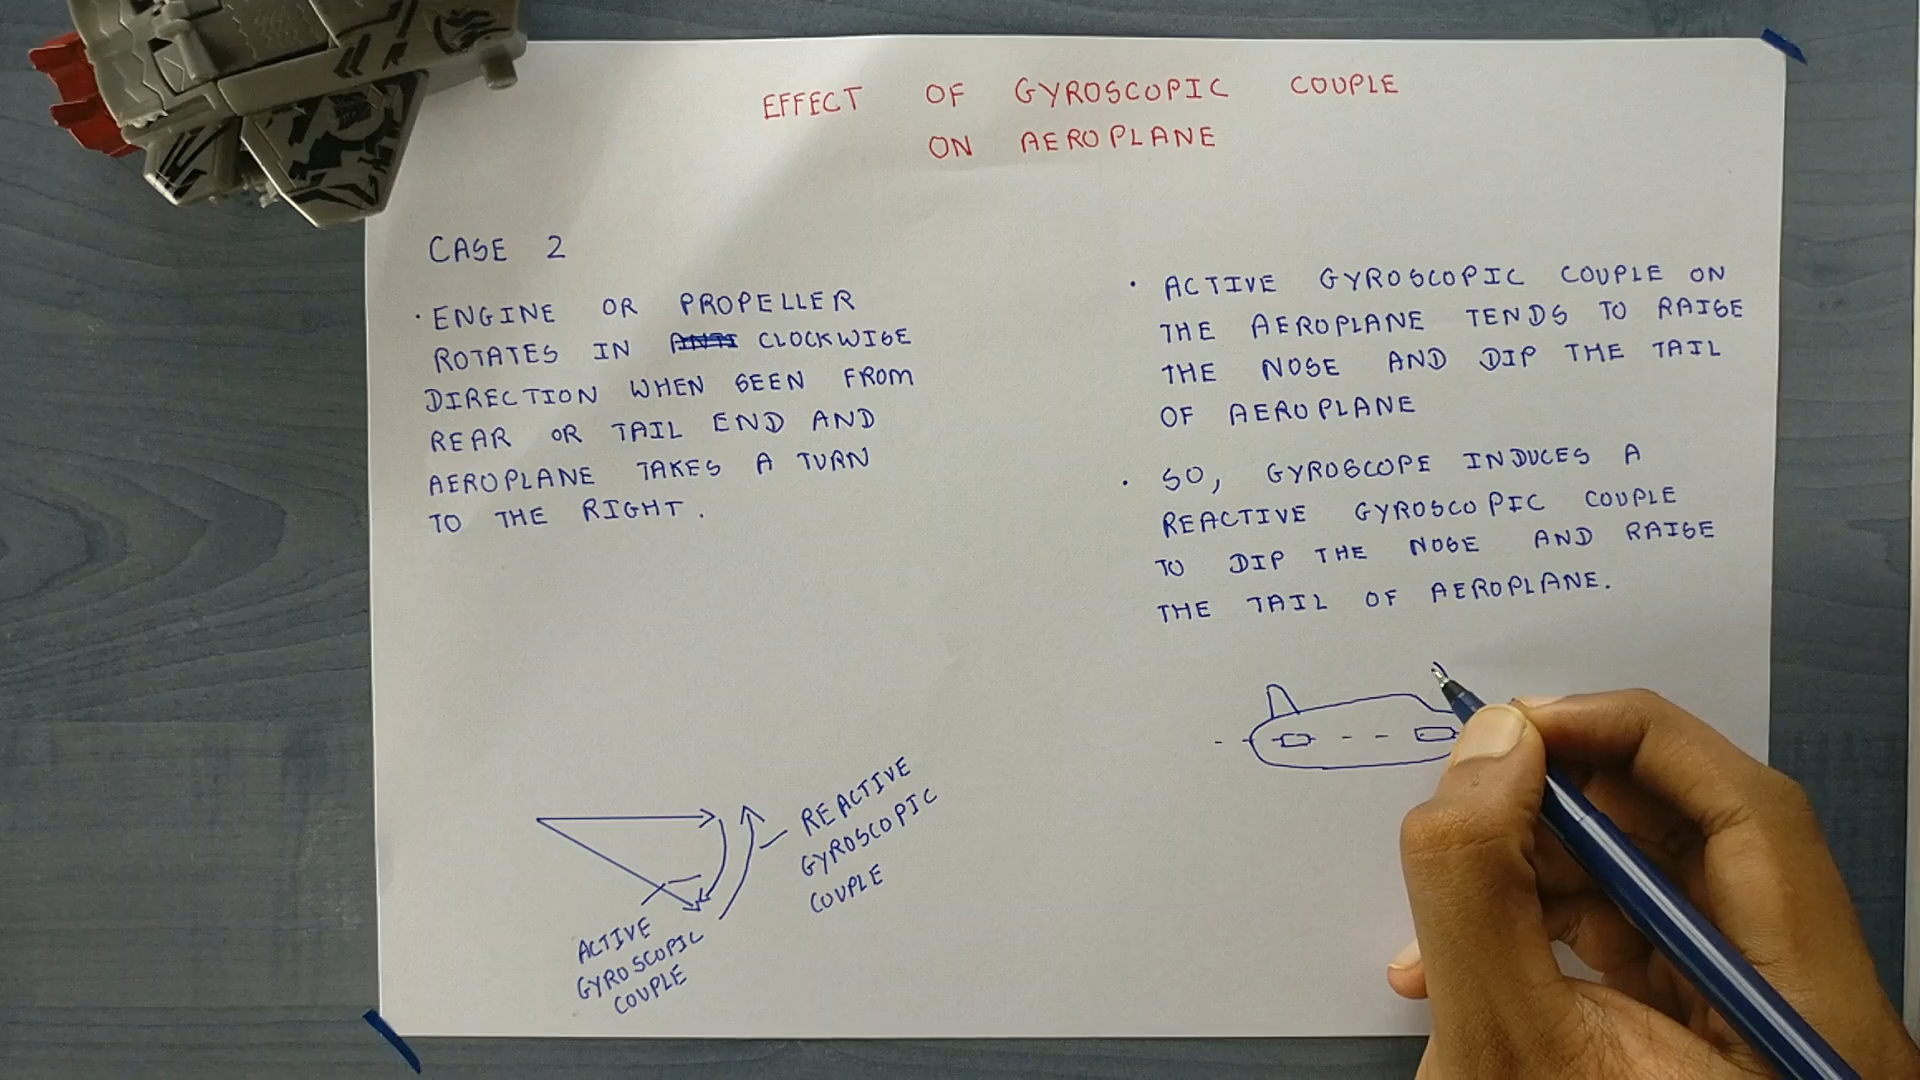 EFFECT OF GYROSCOPIC COUPLE
ON AEROPLANE
CASE 2
· ENGINE OR PROPELLER
ROTATES IN ANTI CLOCKWISE
DIRECTION WHEN SEEN FROM
REAR OR TAIL END AND
AEROPLANE TAKES A TURN
TO THE RIGHT.
· ACTIVE GYROSCOPIC COUPLE ON
THE AEROPLANE TENDS TO RAISE
THE NOSE AND DIP THE TAIL
OF AEROPLANE
· SO, GYROSCOPE INDUCES A
REACTIVE GYROSCOPIC COUPLE
TO DIP THE NOSE AND RAISE
THE TAIL OF AEROPLANE.
REACTIVE
GYROSCOPIC
COUPLE
ACTIVE
GYROSCOPIC
COUPLE